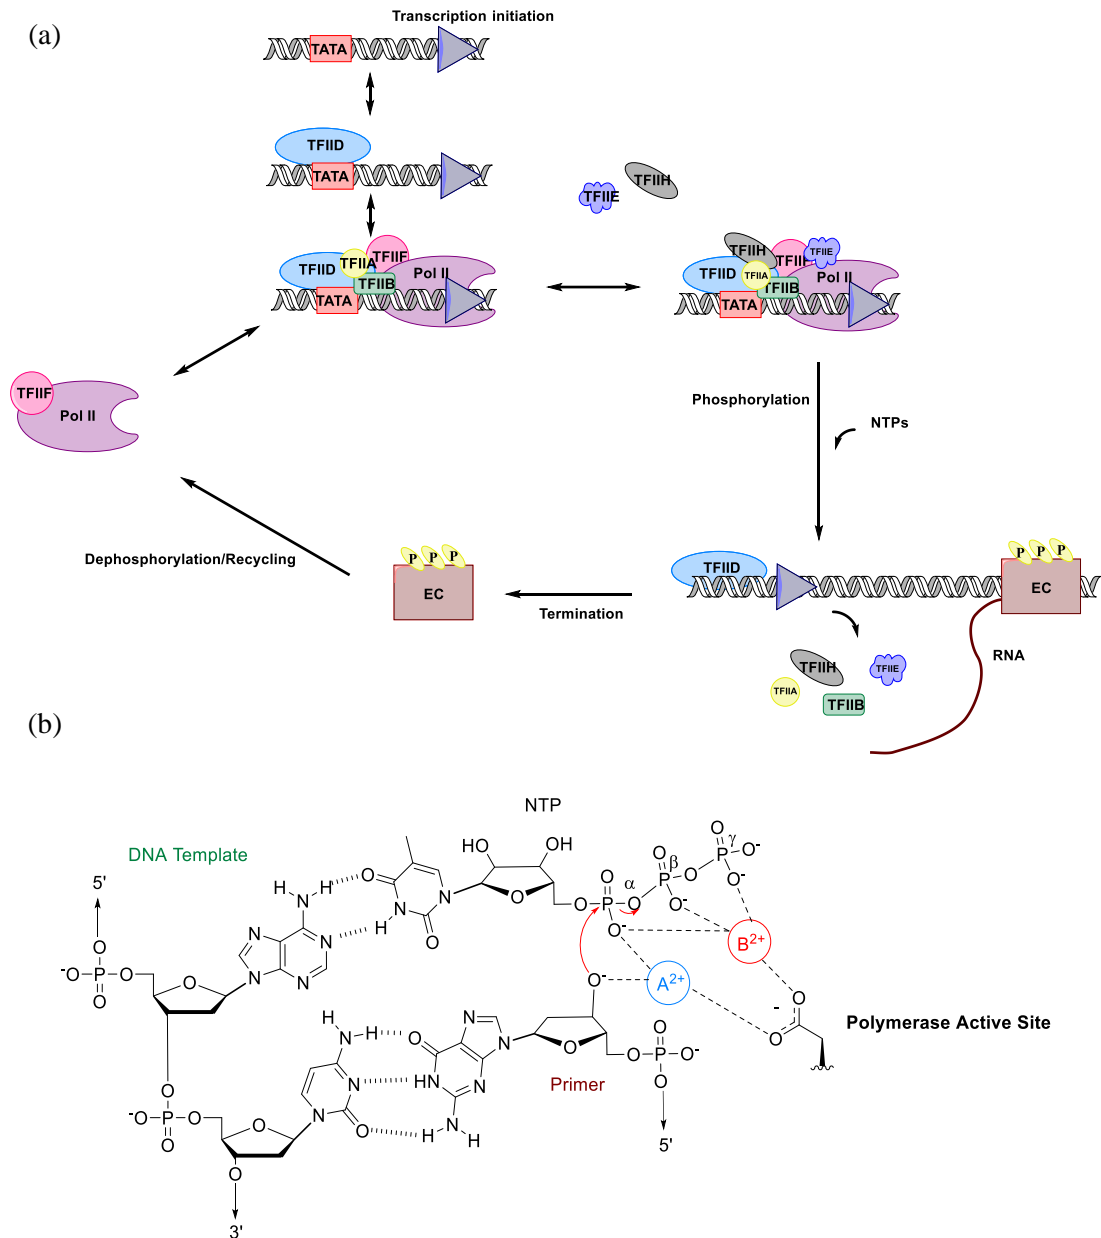 (a)
Transcription initiation
TATA
TFIID
TATA
TFIIE
TFIIH
TFIID
TFIIA
TFIIF
TFIIB
Pol II
TATA
TFIIH
TFIID
TFIIA
TFIIF
TFIIE
TFIIB
Pol II
TATA
TFIIF
Pol II
Phosphorylation
NTPs
Dephosphorylation/Recycling
P P P
EC
Termination
TFIID
P P P
EC
RNA
TFIIH
TFIIE
TFIIA
TFIIB
(b)
NTP
DNA Template
5'
O
-O
P
O
O
O
N
N
N
N
N
H
H
O
N
H
O
N
HO
OH
O
O
O
P
O-
α
O
O
P
β
O-
O
O
P
γ
O-
O-
B2+
A2+
O-
O
O
-
Polymerase Active Site
O
-O
P
O
O
O
O
3'
N
H
H
N
N
O
O
HN
N
N
N
N
H
H
O
Primer
O
O
P
O-
O
5'